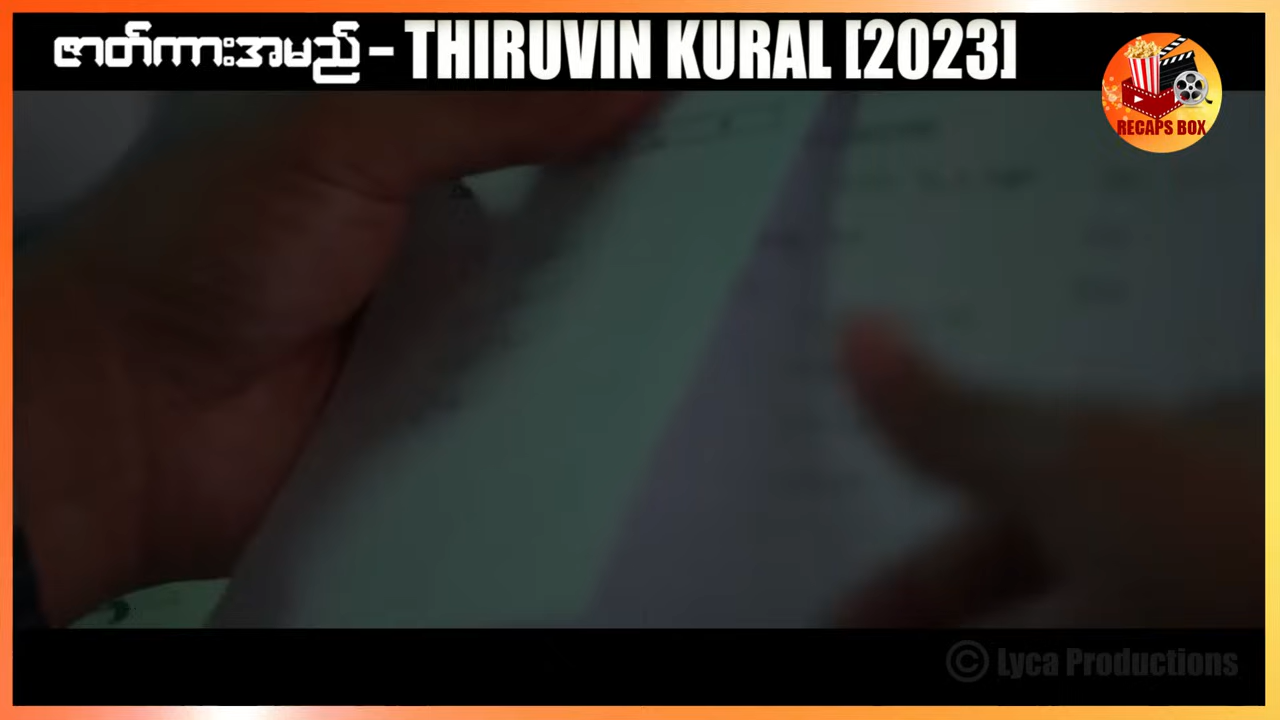 ဇာတ်ကားအမည် – THIRUVIN KURAL [2023]
RECAPS BOX
© Lyca Productions